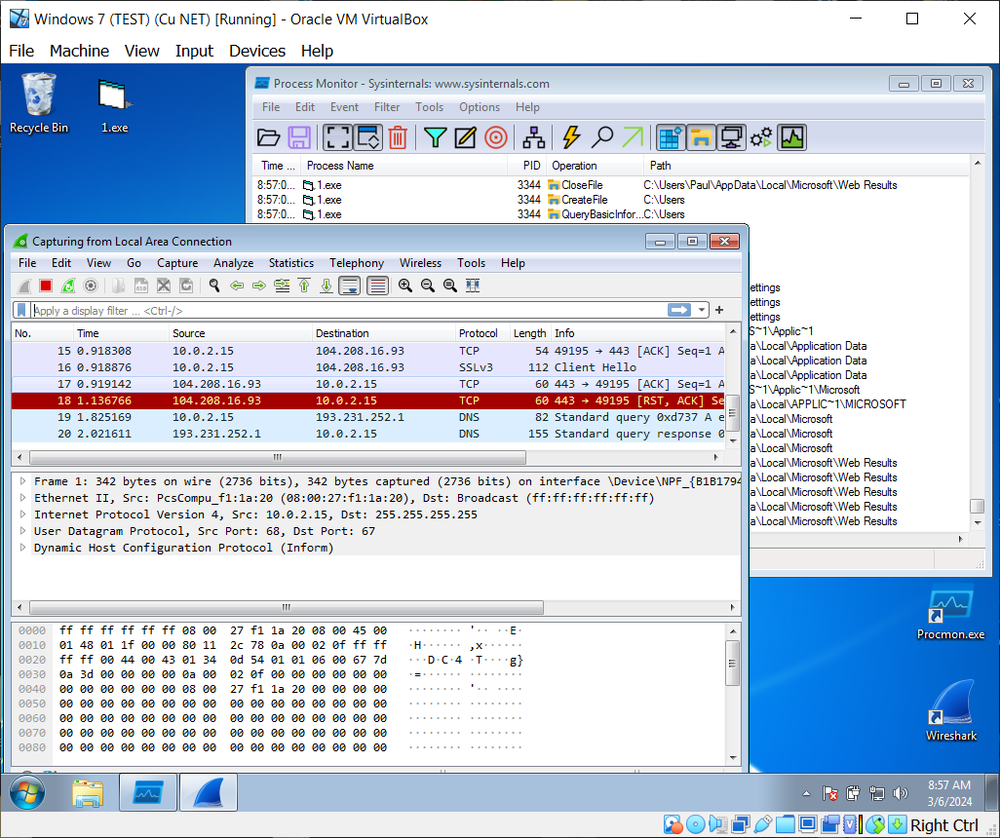 Windows 7 (TEST) (Cu NET) [Running] - Oracle VM VirtualBox
File Machine View Input Devices Help
Recycle Bin
1.exe
Process Monitor - Sysinternals: www.sysinternals.com
File Edit Event Filter Tools Options Help
Time ... Process Name PID Operation Path
8:57:0... 1.exe 3344 CloseFile C:\Users\Paul\AppData\Local\Microsoft\Web Results
8:57:0... 1.exe 3344 CreateFile C:\Users
8:57:0... 1.exe 3344 QueryBasicInfor... C:\Users
ettings
ettings
ettings
S~1\Applic~1
a\Local\Application Data
a\Local\Application Data
a\Local\Application Data
S~1\Applic~1\Microsoft
a\Local\APPLIC~1\MICROSOFT
a\Local\Microsoft
a\Local\Microsoft
a\Local\Microsoft
a\Local\Microsoft\Web Results
a\Local\Microsoft\Web Results
a\Local\Microsoft\Web Results
a\Local\Microsoft\Web Results
a\Local\Microsoft\Web Results
Capturing from Local Area Connection
File Edit View Go Capture Analyze Statistics Telephony Wireless Tools Help
Apply a display filter ... <Ctrl-/>
No. Time Source Destination Protocol Length Info
15 0.918308 10.0.2.15 104.208.16.93 TCP 54 49195 → 443 [ACK] Seq=1 A
16 0.918876 10.0.2.15 104.208.16.93 SSLv3 112 Client Hello
17 0.919142 104.208.16.93 10.0.2.15 TCP 60 443 → 49195 [ACK] Seq=1 A
18 1.136766 104.208.16.93 10.0.2.15 TCP 60 443 → 49195 [RST, ACK] Se
19 1.825169 10.0.2.15 193.231.252.1 DNS 82 Standard query 0xd737 A e
20 2.021611 193.231.252.1 10.0.2.15 DNS 155 Standard query response 0
Frame 1: 342 bytes on wire (2736 bits), 342 bytes captured (2736 bits) on interface \Device\NPF_{B1B1794
Ethernet II, Src: PcsCompu_f1:1a:20 (08:00:27:f1:1a:20), Dst: Broadcast (ff:ff:ff:ff:ff:ff)
Internet Protocol Version 4, Src: 10.0.2.15, Dst: 255.255.255.255
User Datagram Protocol, Src Port: 68, Dst Port: 67
Dynamic Host Configuration Protocol (Inform)
0000 ff ff ff ff ff ff 08 00 27 f1 1a 20 08 00 45 00 ········ '·· ··E·
0010 01 48 01 1f 00 00 80 11 2c 78 0a 00 02 0f ff ff ·H······ ,x······
0020 ff ff 00 44 00 43 01 34 0d 54 01 01 06 00 67 7d ···D·C·4 ·T····g}
0030 0a 3d 00 00 00 00 0a 00 02 0f 00 00 00 00 00 00 ·=······ ········
0040 00 00 00 00 00 00 08 00 27 f1 1a 20 00 00 00 00 ········ '·· ····
0050 00 00 00 00 00 00 00 00 00 00 00 00 00 00 00 00 ········ ········
0060 00 00 00 00 00 00 00 00 00 00 00 00 00 00 00 00 ········ ········
0070 00 00 00 00 00 00 00 00 00 00 00 00 00 00 00 00 ········ ········
0080 00 00 00 00 00 00 00 00 00 00 00 00 00 00 00 00 ········ ········
Procmon.exe
Wireshark
8:57 AM
3/6/2024
Right Ctrl